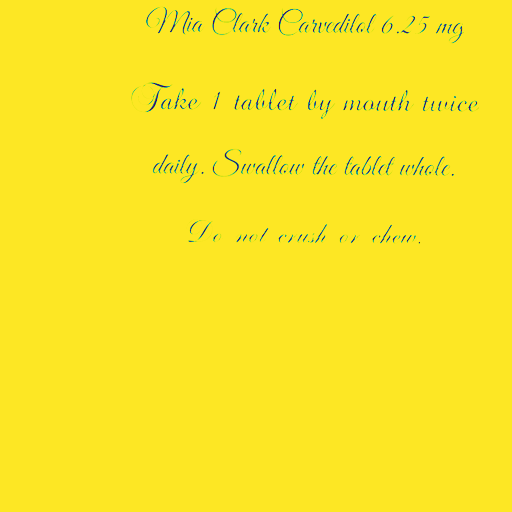 Mia Clark Carvedilol 6.25 mg
Take 1 tablet by mouth twice
daily. Swallow the tablet whole.
Do not crush or chew.